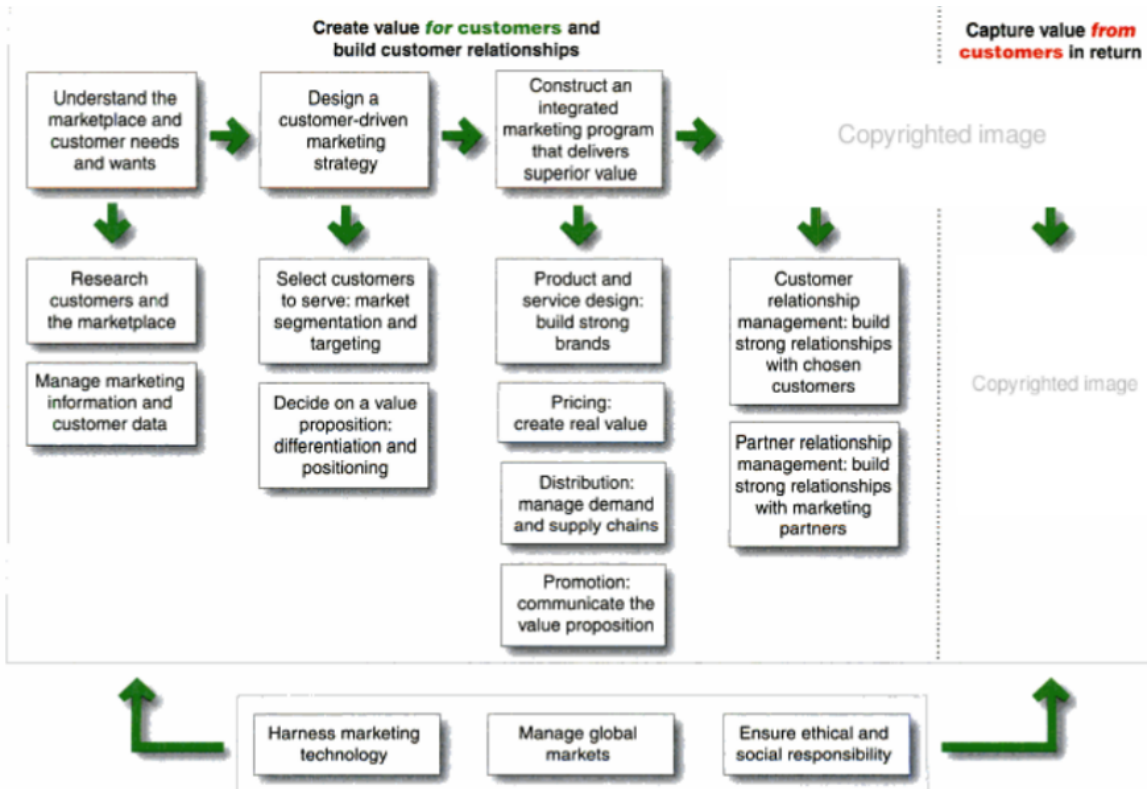 Create value for customers and
build customer relationships
Capture value from
customers in return
Understand the
marketplace and
customer needs
and wants
Design a
customer-driven
marketing
strategy
Construct an
integrated
marketing program
that delivers
superior value
Copyrighted image
Research
customers and
the marketplace
Manage marketing
information and
customer data
Select customers
to serve: market
segmentation and
targeting
Decide on a value
proposition:
differentiation and
positioning
Product and
service design:
build strong
brands
Pricing:
create real value
Distribution:
manage demand
and supply chains
Promotion:
communicate the
value proposition
Customer
relationship
management: build
strong relationships
with chosen
customers
Partner relationship
management: build
strong relationships
with marketing
partners
Copyrighted image
Harness marketing
technology
Manage global
markets
Ensure ethical and
social responsibility